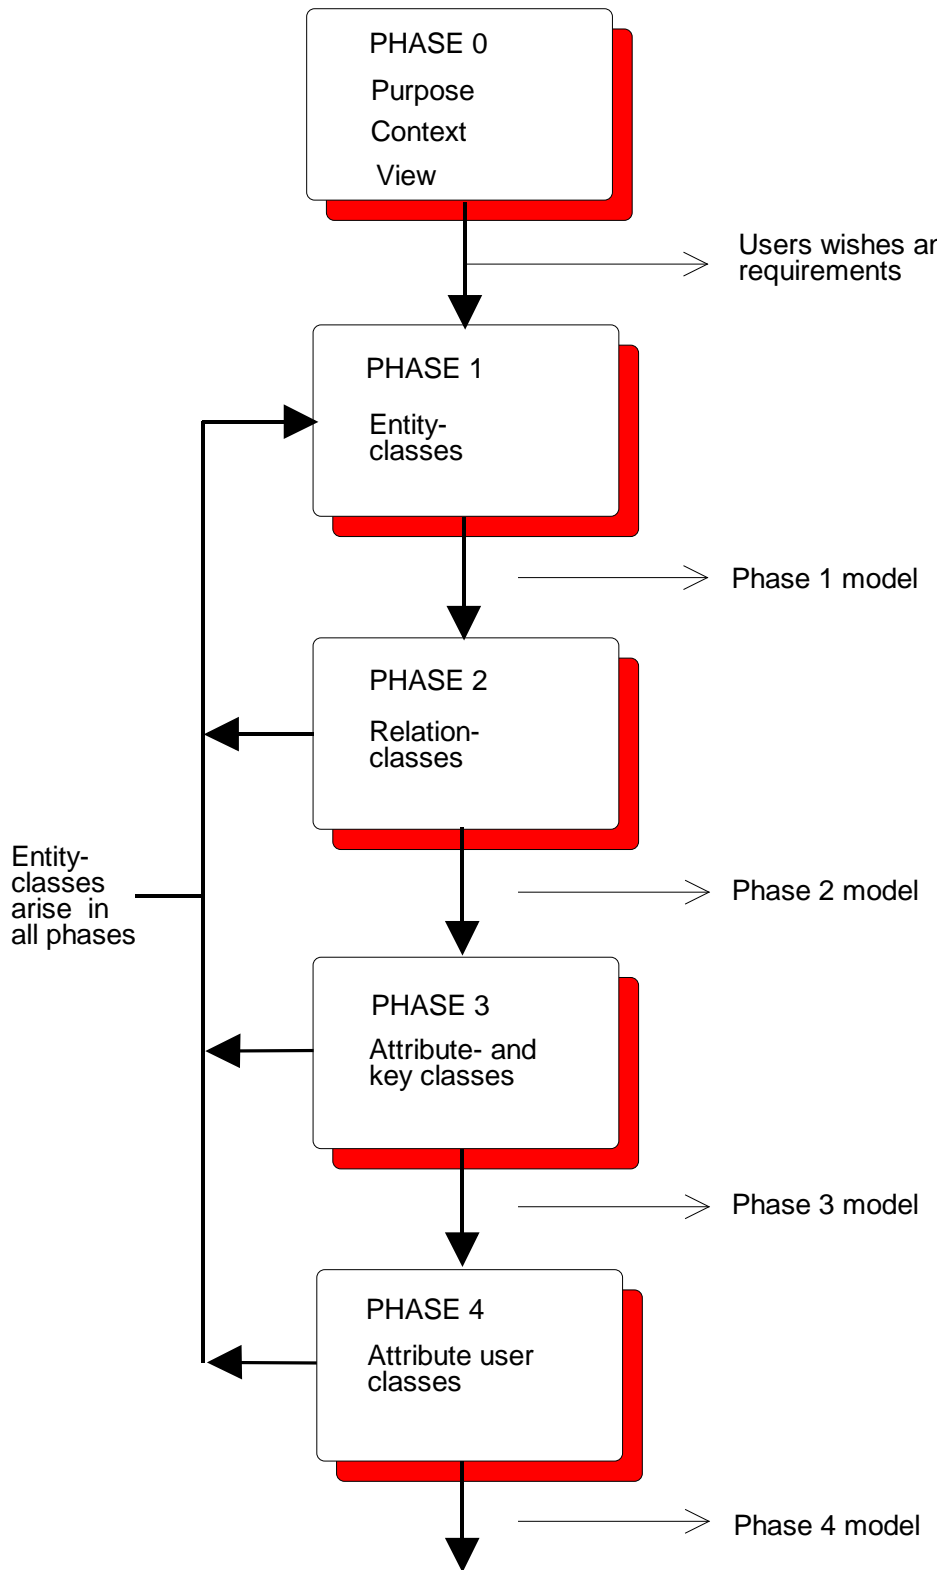 PHASE 0
Purpose
Context
View
Users wishes
requirements
PHASE 1
Entity-
classes
Phase 1 model
PHASE 2
Relation-
classes
Entity-
classes
arise in
all phases
Phase 2 model
PHASE 3
Attribute- and
key classes
Phase 3 model
PHASE 4
Attribute user
classes
Phase 4 model